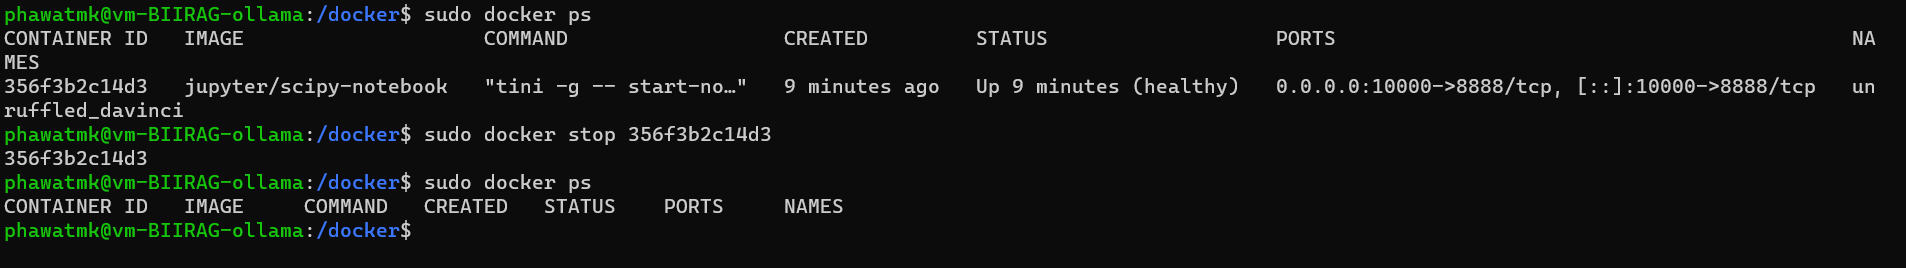 phawatmk@vm-BIIRAG-ollama:/docker$ sudo docker ps
CONTAINER ID   IMAGE                    COMMAND                  CREATED         STATUS                   PORTS                                           NA
MES
356f3b2c14d3   jupyter/scipy-notebook   "tini -g -- start-no…"   9 minutes ago   Up 9 minutes (healthy)   0.0.0.0:10000->8888/tcp, [::]:10000->8888/tcp   un
ruffled_davinci
phawatmk@vm-BIIRAG-ollama:/docker$ sudo docker stop 356f3b2c14d3
356f3b2c14d3
phawatmk@vm-BIIRAG-ollama:/docker$ sudo docker ps
CONTAINER ID   IMAGE     COMMAND   CREATED   STATUS    PORTS     NAMES
phawatmk@vm-BIIRAG-ollama:/docker$